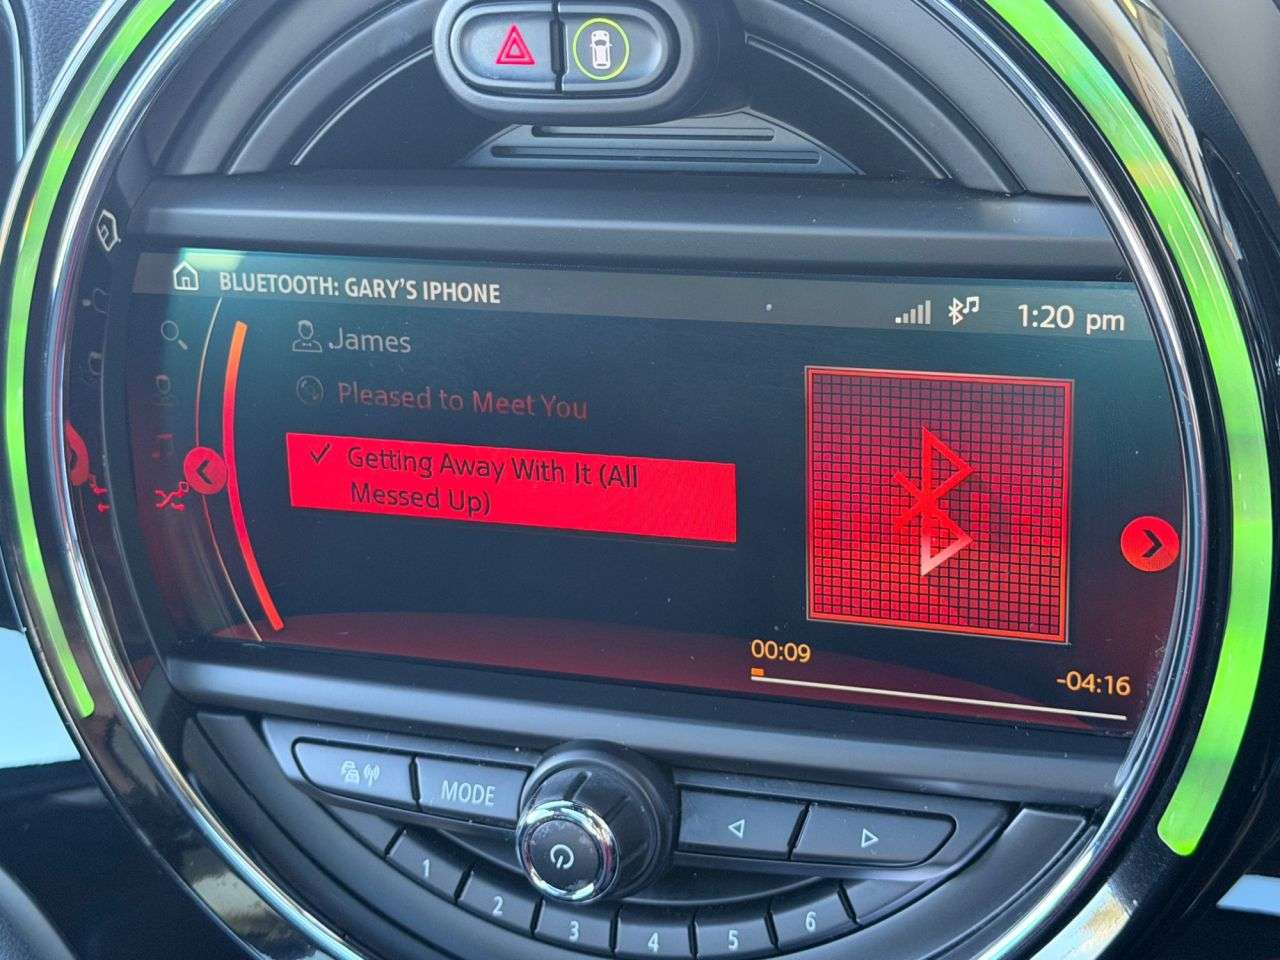 BLUETOOTH: GARY'S IPHONE
1:20 pm
James
Pleased to Meet You
Getting Away With It (All
Messed Up)
00:09
-04:16
MODE
1
2
3
4
5
6